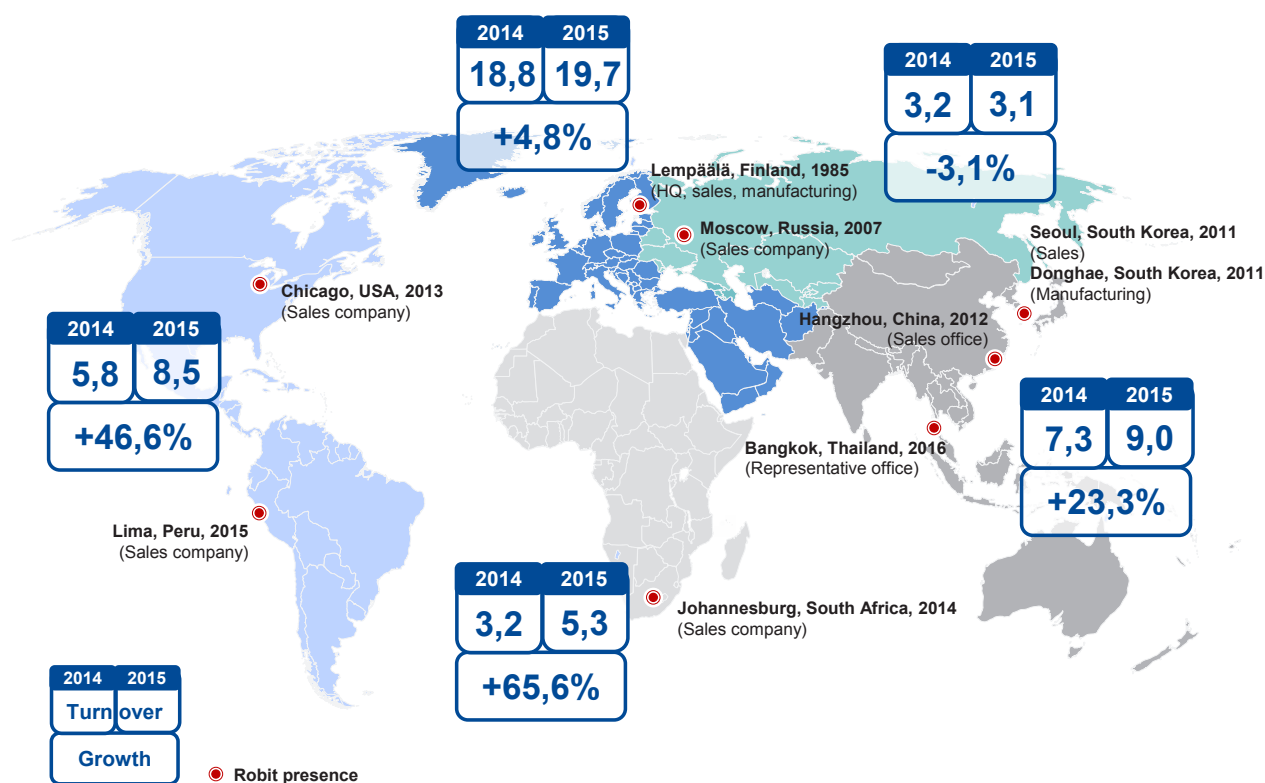 2014 2015
18,8 19,7
+4,8%
2014 2015
3,2 3,1
-3,1%
Lempäälä, Finland, 1985
(HQ, sales, manufacturing)
Moscow, Russia, 2007
(Sales company)
Seoul, South Korea, 2011
(Sales)
Donghae, South Korea, 2011
(Manufacturing)
Chicago, USA, 2013
(Sales company)
Hangzhou, China, 2012
(Sales office)
2014 2015
5,8 8,5
+46,6%
2014 2015
7,3 9,0
+23,3%
Bangkok, Thailand, 2016
(Representative office)
Lima, Peru, 2015
(Sales company)
2014 2015
3,2 5,3
+65,6%
Johannesburg, South Africa, 2014
(Sales company)
2014 2015
Turnover
Growth
Robit presence